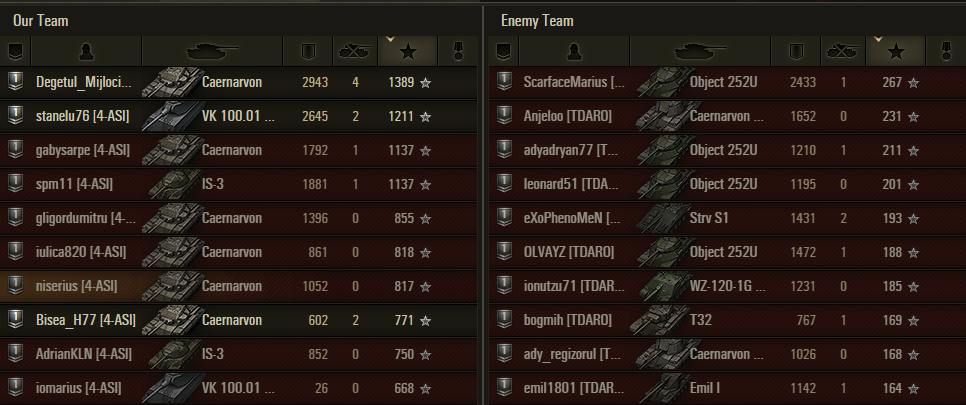 Our Team
Degetul_Mijloci... Caernarvon 2943 4 1389
stanelu76 [4-ASI] VK 100.01 ... 2645 2 1211
gabysarpe [4-ASI] Caernarvon 1792 1 1137
spm11 [4-ASI] IS-3 1881 1 1137
gligordumitru [4-... Caernarvon 1396 0 855
iulica820 [4-ASI] Caernarvon 861 0 818
niserius [4-ASI] Caernarvon 1052 0 817
Bisea_H77 [4-ASI] Caernarvon 602 2 771
AdrianKLN [4-ASI] IS-3 852 0 750
iomarius [4-ASI] VK 100.01 ... 26 0 668
Enemy Team
ScarfaceMarius [... Object 252U 2433 1 267
Anjeloo [TDARO] Caernarvon ... 1652 0 231
adyadryan77 [T... Object 252U 1210 1 211
leonard51 [TDA... Object 252U 1195 0 201
eXoPhenoMeN [... Strv S1 1431 2 193
OLVAYZ [TDARO] Object 252U 1472 1 188
ionutzu71 [TDAR... WZ-120-1G ... 1231 0 185
bogmih [TDARO] T32 767 1 169
ady_regizorul [T... Caernarvon ... 1026 0 168
emil1801 [TDAR... Emil I 1142 1 164